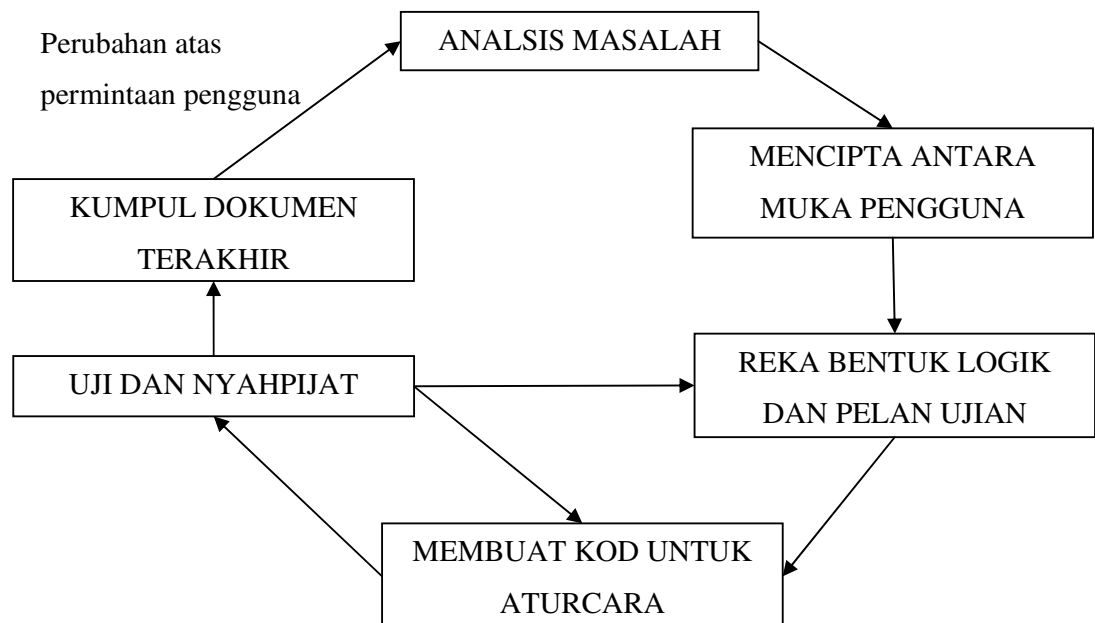 Perubahan atas
permintaan pengguna
ANALSIS MASALAH
MENCIPTA ANTARA
MUKA PENGGUNA
KUMPUL DOKUMEN
TERAKHIR
REKA BENTUK LOGIK
DAN PELAN UJIAN
UJI DAN NYAHPIJAT
MEMBUAT KOD UNTUK
ATURCARA